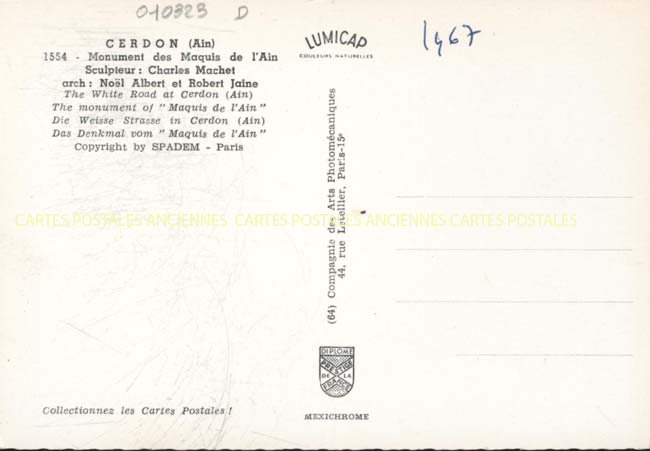 010323 D
CERDON (Ain)
1554 - Monument des Maquis de l'Ain
Sculpteur : Charles Machet
arch : Noël Albert et Robert Jaine
The White Road at Cerdon (Ain)
The monument of " Maquis de l'Ain "
Die Weisse Strasse in Cerdon (Ain)
Das Denkmal vom " Maquis de l'Ain "
Copyright by SPADEM - Paris
LUMICAP
COULEURS NATURELLES
1967
(64) Compagnie des Arts Photomécaniques
44, rue Letellier, Paris-15e
CARTES POSTALES ANCIENNES CARTES POSTALES ANCIENNES CARTES POSTALES
DIPLOME
PRESTIGE
DE LA
FRANCE
Collectionnez les Cartes Postales !
MEXICHROME